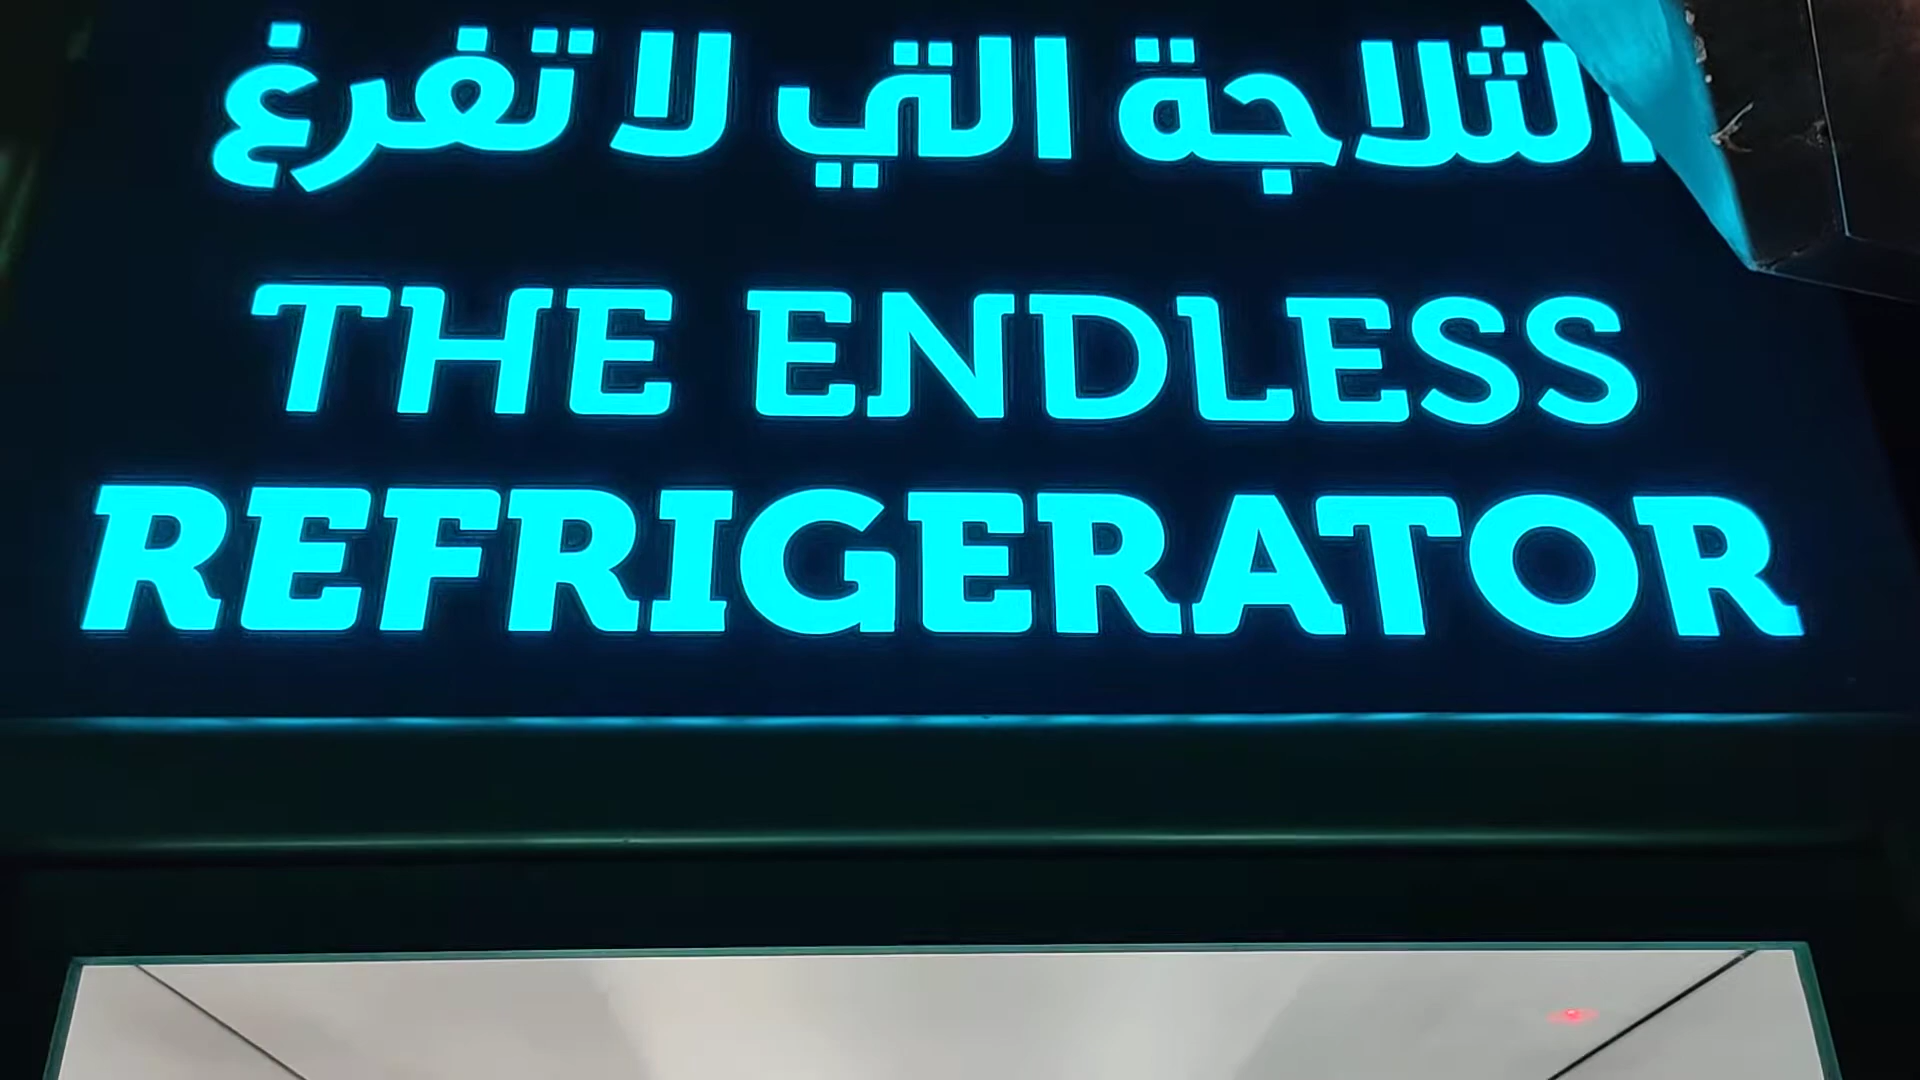 الثلاجة التي لا تفرغ
THE ENDLESS
REFRIGERATOR